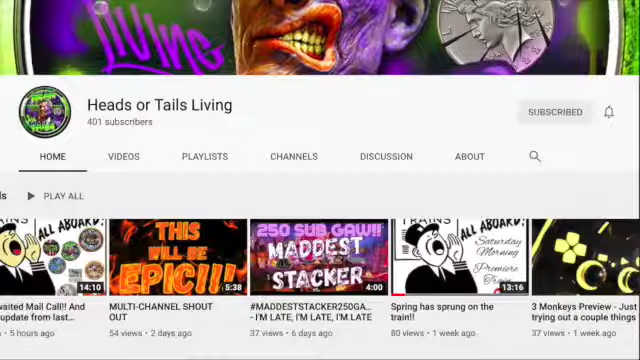 LIVING
Heads or Tails Living
401 subscribers
SUBSCRIBED
HOME VIDEOS PLAYLISTS CHANNELS DISCUSSION ABOUT
PLAY ALL
ALL ABOARD!
14:10
THIS
WILL BE
EPIC!!!
5:38
250 SUB GAW!!
MADDEST
STACKER
4:00
TRAINS
ALL ABOARD!
Saturday
Morning
Premiere
Train
13:16
waited Mail Call!! And
update from last...
5 hours ago
MULTI-CHANNEL SHOUT
OUT
54 views • 2 days ago
#MADDESTSTACKER250GA...
- I'M LATE, I'M LATE, I'M LATE
37 views • 6 days ago
Spring has sprung on the
train!!
80 views • 1 week ago
3 Monkeys Preview - Just
trying out a couple things
37 views • 1 week ago